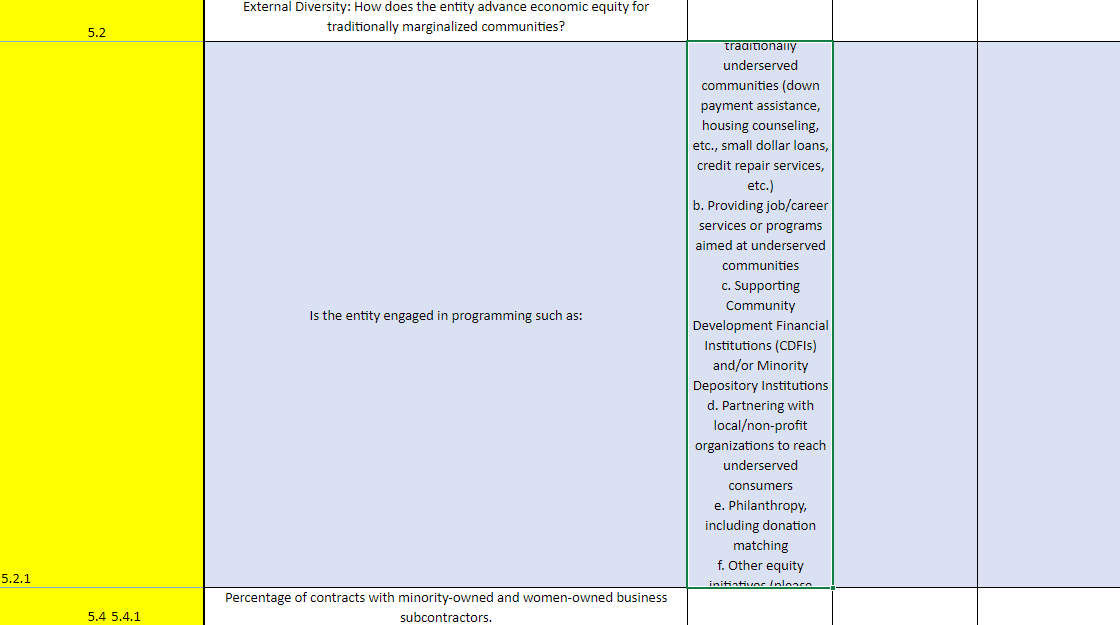 External Diversity: How does the entity advance economic equity for
traditionally marginalized communities?
5.2
traditionally
underserved
communities (down
payment assistance,
housing counseling,
etc., small dollar loans,
credit repair services,
etc.)
b. Providing job/career
services or programs
aimed at underserved
communities
c. Supporting
Community
Development Financial
Institutions (CDFIs)
and/or Minority
Depository Institutions
d. Partnering with
local/non-profit
organizations to reach
underserved
consumers
e. Philanthropy,
including donation
matching
f. Other equity
initiatives (please
Is the entity engaged in programming such as:
5.2.1
Percentage of contracts with minority-owned and women-owned business
subcontractors.
5.4 5.4.1